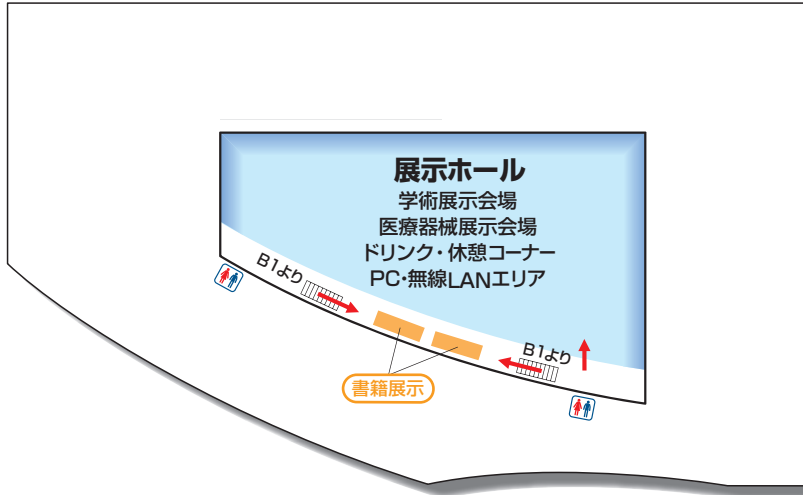 展示ホール
学術展示会場
医療器械展示会場
ドリンク・休憩コーナー
PC・無線LANエリア
B1より
B1より
書籍展示